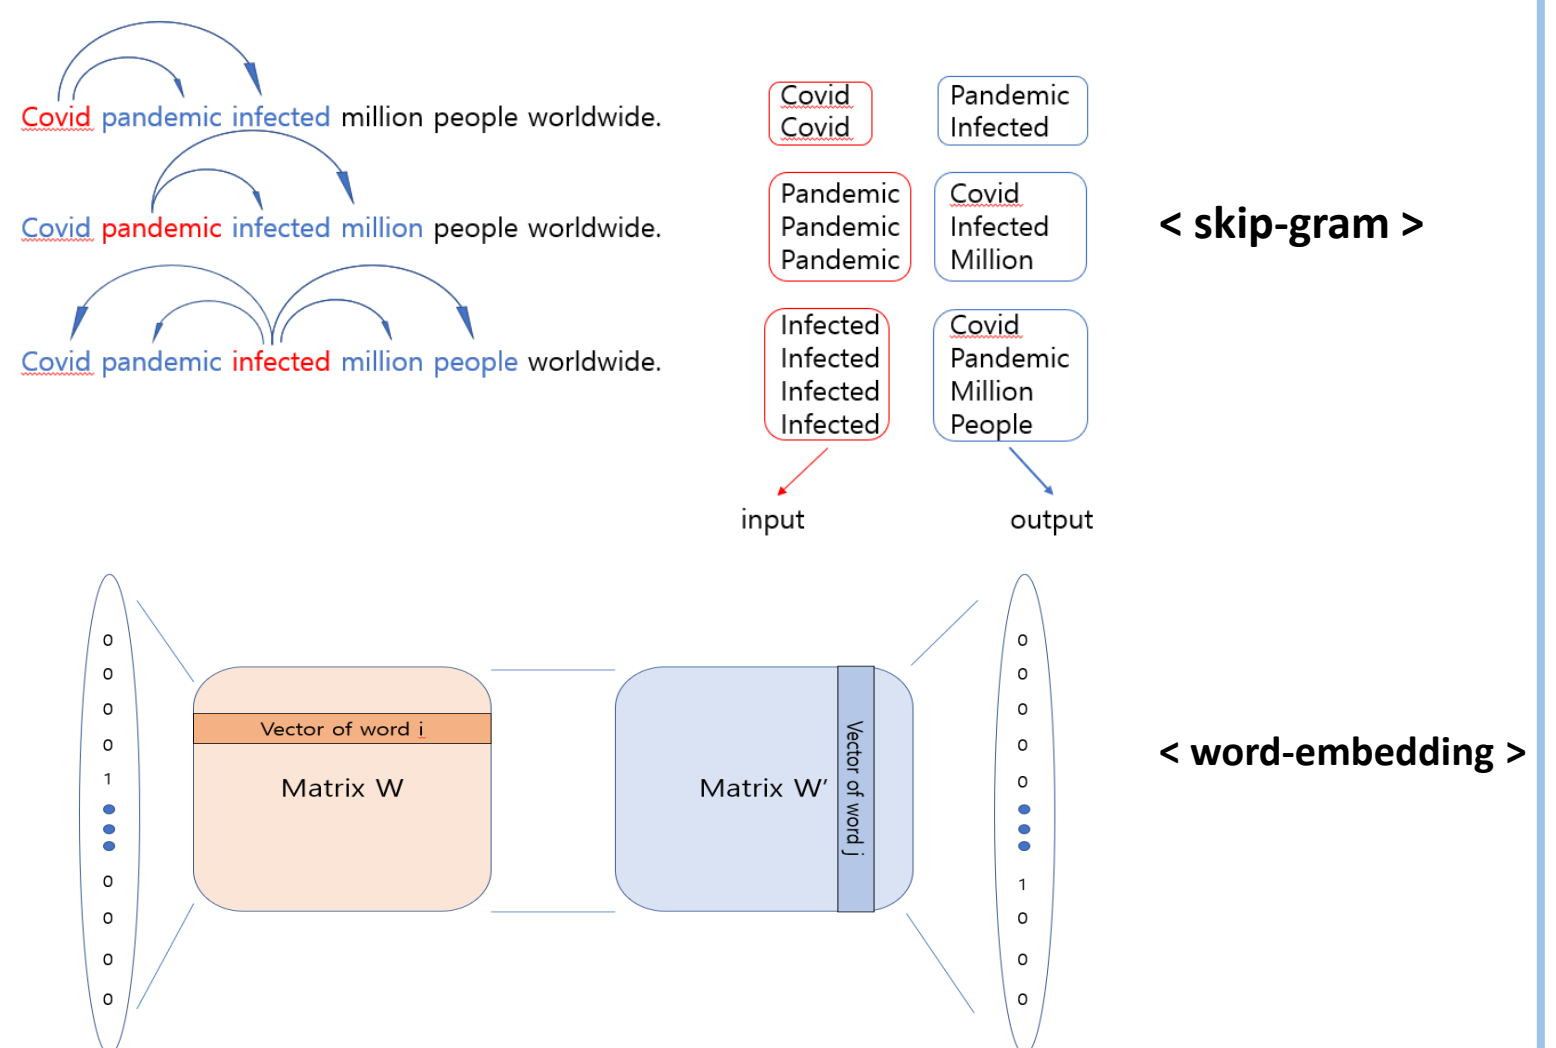 Covid pandemic infected million people worldwide.
Covid pandemic infected million people worldwide.
Covid pandemic infected million people worldwide.
Covid
Covid
Pandemic
Infected
Pandemic
Pandemic
Pandemic
Covid
Infected
Million
Infected
Infected
Infected
Infected
Covid
Pandemic
Million
People
input
output
< skip-gram >
0
0
0
0
1
0
0
0
0
Vector of word i
Matrix W
Matrix W'
Vector of word j
0
0
0
0
0
1
0
0
0
< word-embedding >